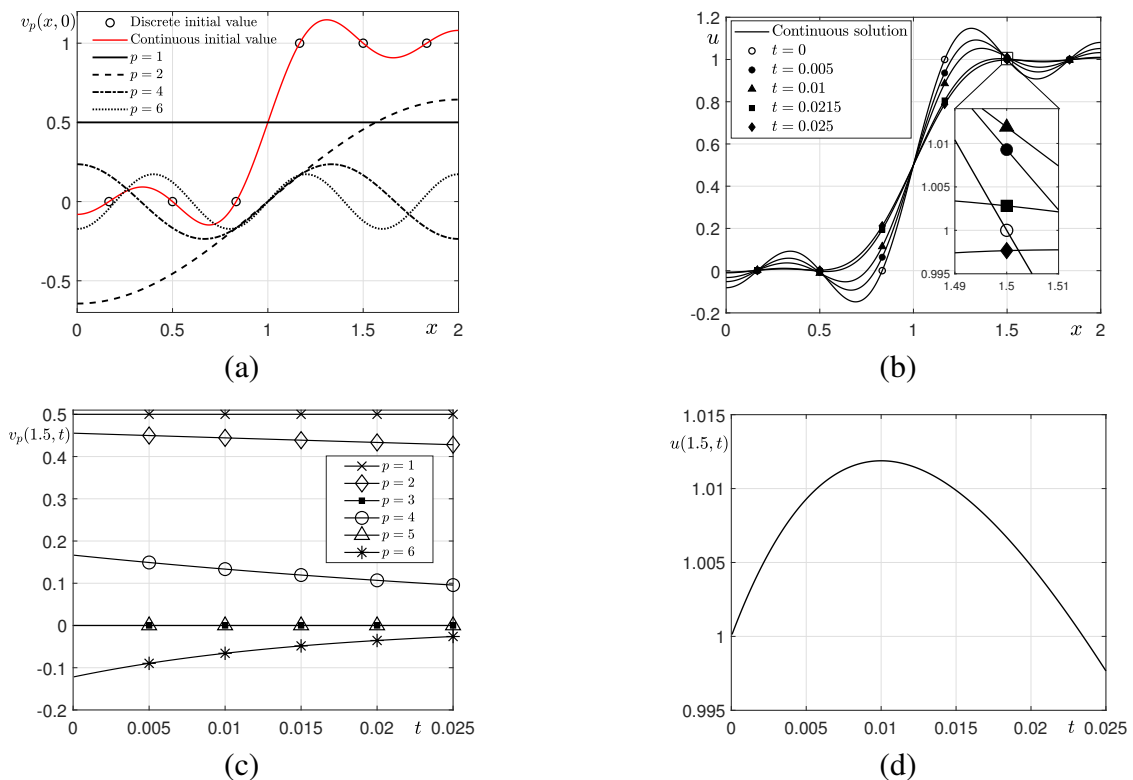 v_p(x, 0)
Discrete initial value
Continuous initial value
p = 1
p = 2
p = 4
p = 6
1
0.5
0
-0.5
0 0.5 1 1.5 x 2
(a)
1.2
u
1
0.8
0.6
0.4
0.2
0
-0.2
Continuous solution
t = 0
t = 0.005
t = 0.01
t = 0.0215
t = 0.025
1.01
1.005
1
0.995
1.49 1.5 1.51
0 0.5 1 1.5 x 2
(b)
0.5
v_p(1.5, t)
0.4
0.3
0.2
0.1
0
-0.1
-0.2
p = 1
p = 2
p = 3
p = 4
p = 5
p = 6
0 0.005 0.01 0.015 0.02 t 0.025
(c)
1.015
u(1.5, t)
1.01
1.005
1
0.995
0 0.005 0.01 0.015 0.02 t 0.025
(d)